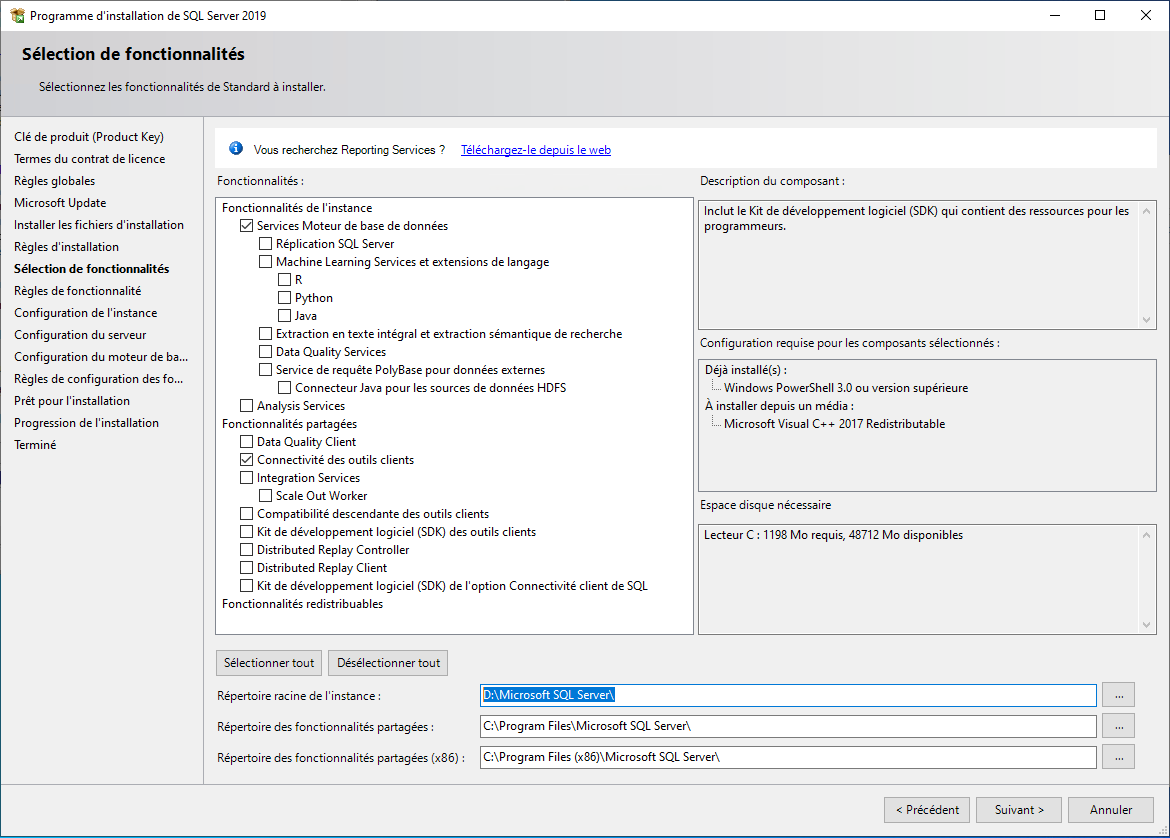 Programme d'installation de SQL Server 2019
Sélection de fonctionnalités
Sélectionnez les fonctionnalités de Standard à installer.
Clé de produit (Product Key)
Termes du contrat de licence
Règles globales
Microsoft Update
Installer les fichiers d'installation
Règles d'installation
Sélection de fonctionnalités
Règles de fonctionnalité
Configuration de l'instance
Configuration du serveur
Configuration du moteur de ba...
Règles de configuration des fo...
Prêt pour l'installation
Progression de l'installation
Terminé
Vous recherchez Reporting Services ? Téléchargez-le depuis le web
Fonctionnalités :
Fonctionnalités de l'instance
Services Moteur de base de données
Réplication SQL Server
Machine Learning Services et extensions de langage
R
Python
Java
Extraction en texte intégral et extraction sémantique de recherche
Data Quality Services
Service de requête PolyBase pour données externes
Connecteur Java pour les sources de données HDFS
Analysis Services
Fonctionnalités partagées
Data Quality Client
Connectivité des outils clients
Integration Services
Scale Out Worker
Compatibilité descendante des outils clients
Kit de développement logiciel (SDK) des outils clients
Distributed Replay Controller
Distributed Replay Client
Kit de développement logiciel (SDK) de l'option Connectivité client de SQL
Fonctionnalités redistribuables
Description du composant :
Inclut le Kit de développement logiciel (SDK) qui contient des ressources pour les
programmeurs.
Configuration requise pour les composants sélectionnés :
Déjà installé(s) :
Windows PowerShell 3.0 ou version supérieure
À installer depuis un média :
Microsoft Visual C++ 2017 Redistributable
Espace disque nécessaire
Lecteur C : 1198 Mo requis, 48712 Mo disponibles
Sélectionner tout
Désélectionner tout
Répertoire racine de l'instance : D:\Microsoft SQL Server\ ...
Répertoire des fonctionnalités partagées : C:\Program Files\Microsoft SQL Server\ ...
Répertoire des fonctionnalités partagées (x86) : C:\Program Files (x86)\Microsoft SQL Server\ ...
< Précédent
Suivant >
Annuler